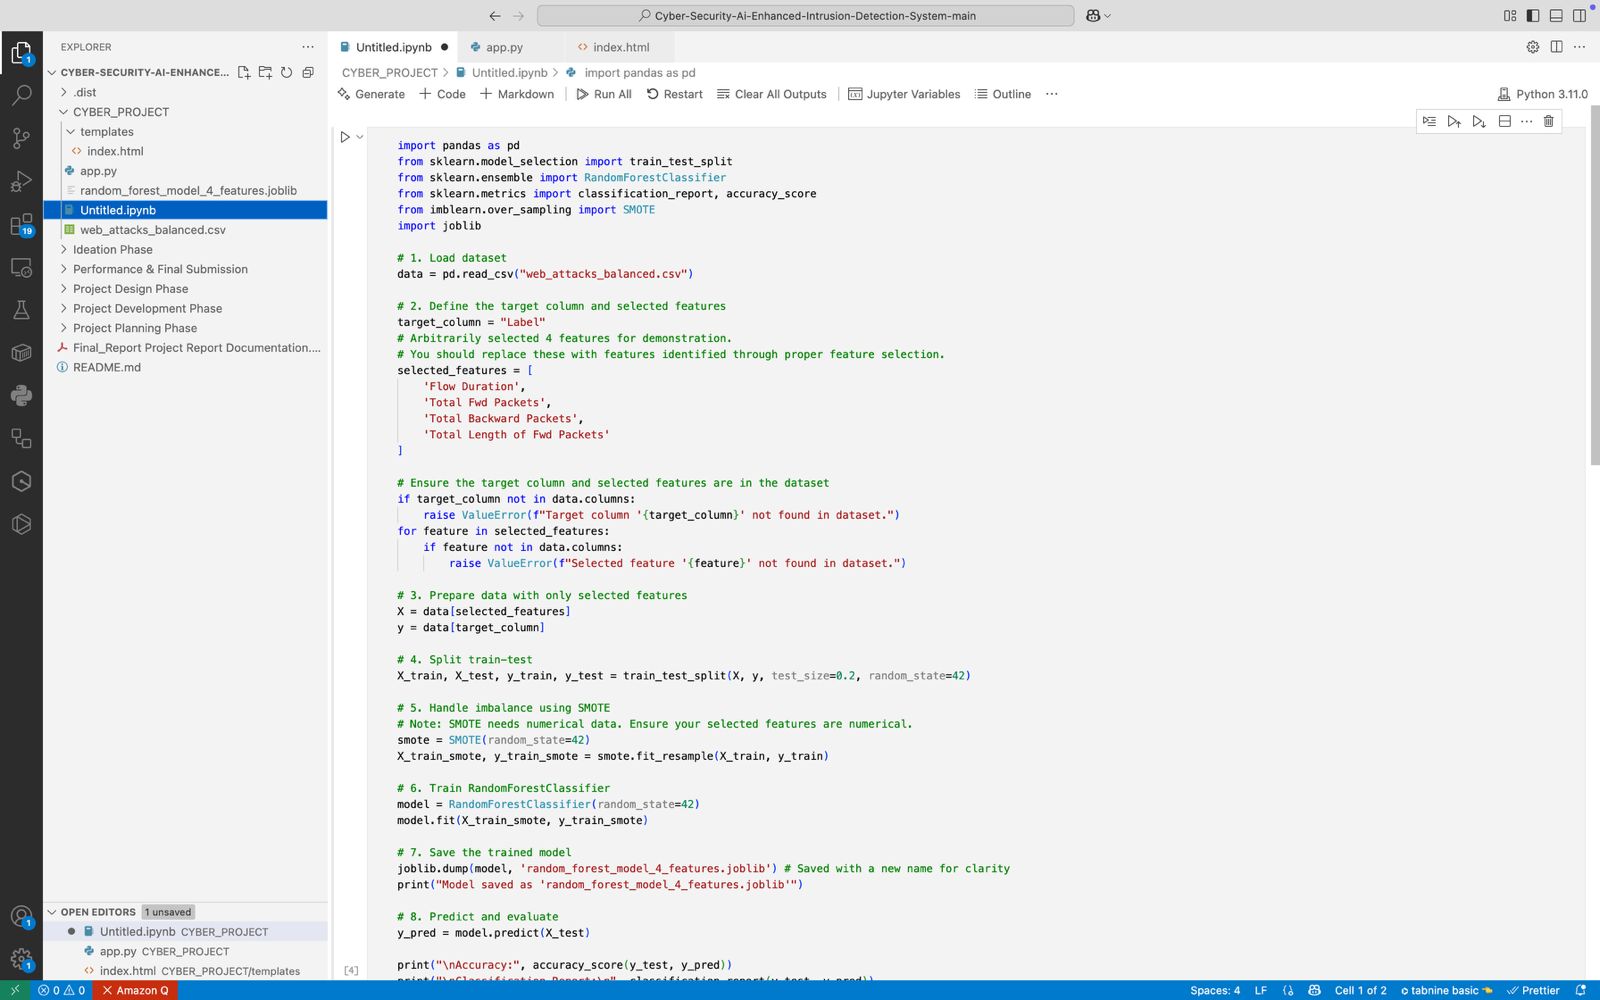 Cyber-Security-Ai-Enhanced-Intrusion-Detection-System-main
EXPLORER
CYBER-SECURITY-AI-ENHANCE...
.dist
CYBER_PROJECT
templates
index.html
app.py
random_forest_model_4_features.joblib
Untitled.ipynb
web_attacks_balanced.csv
Ideation Phase
Performance & Final Submission
Project Design Phase
Project Development Phase
Project Planning Phase
Final_Report Project Report Documentation....
README.md
1
19
1
1
OPEN EDITORS 1 unsaved
Untitled.ipynb CYBER_PROJECT
app.py CYBER_PROJECT
index.html CYBER_PROJECT/templates
Untitled.ipynb app.py index.html
CYBER_PROJECT > Untitled.ipynb > import pandas as pd
Generate + Code + Markdown Run All Restart Clear All Outputs Jupyter Variables Outline ... Python 3.11.0
import pandas as pd
from sklearn.model_selection import train_test_split
from sklearn.ensemble import RandomForestClassifier
from sklearn.metrics import classification_report, accuracy_score
from imblearn.over_sampling import SMOTE
import joblib
# 1. Load dataset
data = pd.read_csv("web_attacks_balanced.csv")
# 2. Define the target column and selected features
target_column = "Label"
# Arbitrarily selected 4 features for demonstration.
# You should replace these with features identified through proper feature selection.
selected_features = [
'Flow Duration',
'Total Fwd Packets',
'Total Backward Packets',
'Total Length of Fwd Packets'
]
# Ensure the target column and selected features are in the dataset
if target_column not in data.columns:
raise ValueError(f"Target column '{target_column}' not found in dataset.")
for feature in selected_features:
if feature not in data.columns:
raise ValueError(f"Selected feature '{feature}' not found in dataset.")
# 3. Prepare data with only selected features
X = data[selected_features]
y = data[target_column]
# 4. Split train-test
X_train, X_test, y_train, y_test = train_test_split(X, y, test_size=0.2, random_state=42)
# 5. Handle imbalance using SMOTE
# Note: SMOTE needs numerical data. Ensure your selected features are numerical.
smote = SMOTE(random_state=42)
X_train_smote, y_train_smote = smote.fit_resample(X_train, y_train)
# 6. Train RandomForestClassifier
model = RandomForestClassifier(random_state=42)
model.fit(X_train_smote, y_train_smote)
# 7. Save the trained model
joblib.dump(model, 'random_forest_model_4_features.joblib') # Saved with a new name for clarity
print("Model saved as 'random_forest_model_4_features.joblib'")
# 8. Predict and evaluate
y_pred = model.predict(X_test)
print("\nAccuracy:", accuracy_score(y_test, y_pred))
print("\nClassification Report:\n", classification_report(y_test, y_pred))
[4]
0 0 Amazon Q Spaces: 4 LF Cell 1 of 2 tabnine basic Prettier